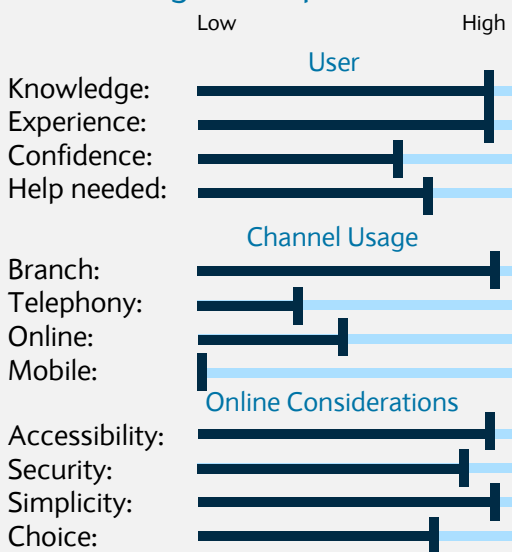 Low High
User
Knowledge:
Experience:
Confidence:
Help needed:
Channel Usage
Branch:
Telephony:
Online:
Mobile:
Online Considerations
Accessibility:
Security:
Simplicity:
Choice: